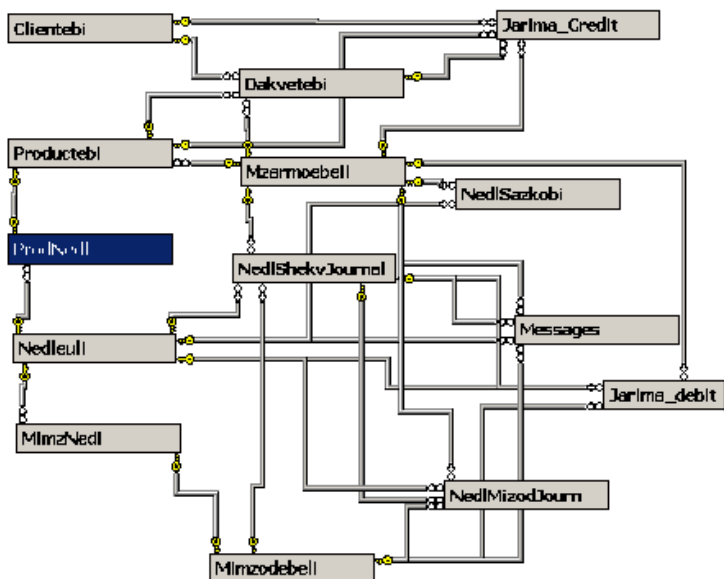 Clientebi
Jarima_Credit
Dakvetebi
Productebi
Mzarmoebeli
NedlSazkobi
ProdNedl
NedlShekvJournal
Messages
Nedleuli
Jarima_debit
MimzNedl
NedlMizodJourn
Mimzodebeli